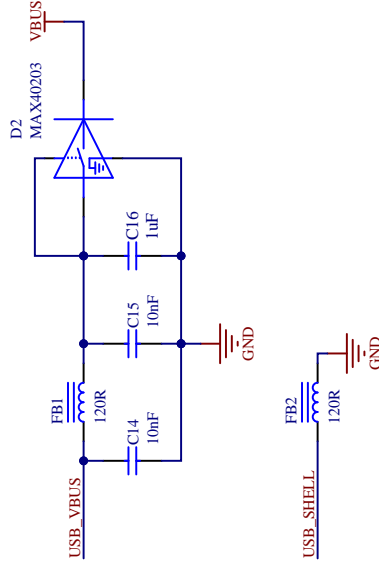 VBUS
D2
MAX40203
C16
1uF
C15
10nF
FB1
120R
C14
10nF
GND
USB_VBUS
FB2
120R
GND
USB_SHELL